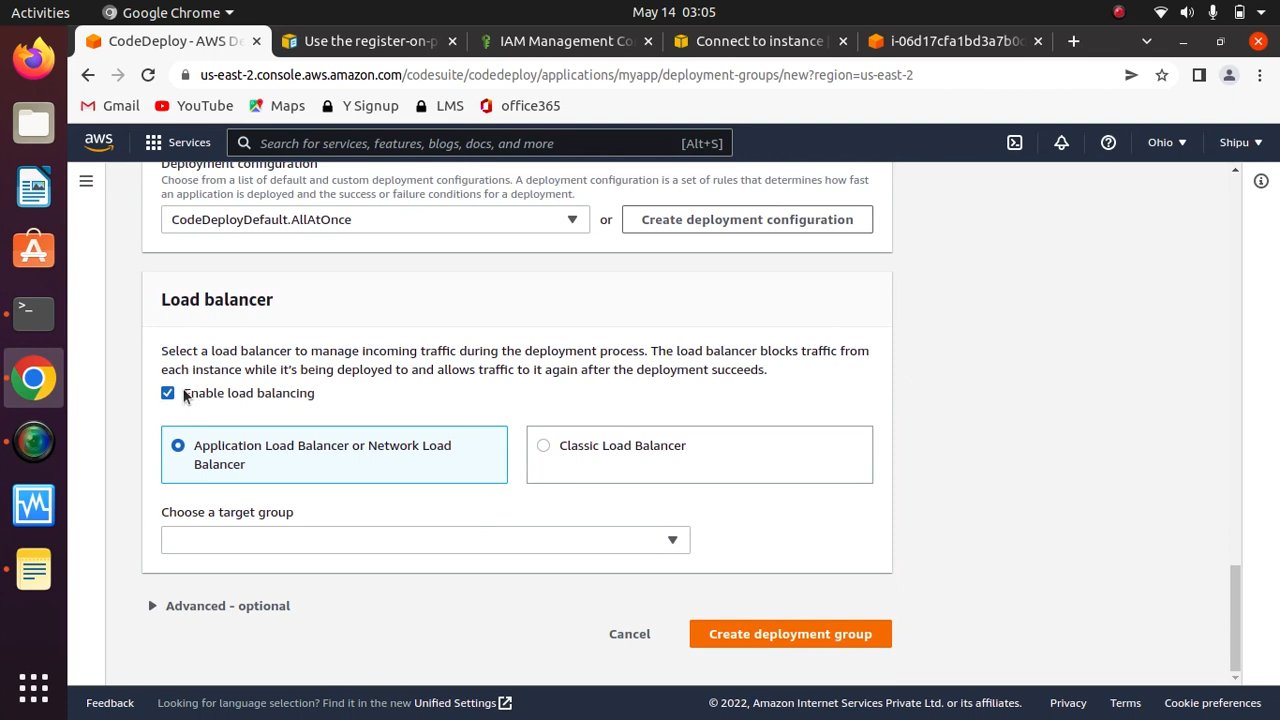 Activities
Google Chrome
May 14 03:05
CodeDeploy - AWS De
Use the register-on-p
IAM Management Co
Connect to instance
i-06d17cfa1bd3a7b0c
us-east-2.console.aws.amazon.com/codesuite/codedeploy/applications/myapp/deployment-groups/new?region=us-east-2
Gmail
YouTube
Maps
Y Signup
LMS
office365
aws
Services
Search for services, features, blogs, docs, and more
[Alt+S]
Ohio
Shipu
Deployment configuration
Choose from a list of default and custom deployment configurations. A deployment configuration is a set of rules that determines how fast
an application is deployed and the success or failure conditions for a deployment.
CodeDeployDefault.AllAtOnce
or
Create deployment configuration
Load balancer
Select a load balancer to manage incoming traffic during the deployment process. The load balancer blocks traffic from
each instance while it's being deployed to and allows traffic to it again after the deployment succeeds.
Enable load balancing
Application Load Balancer or Network Load
Balancer
Classic Load Balancer
Choose a target group
Advanced - optional
Cancel
Create deployment group
Feedback
Looking for language selection? Find it in the new Unified Settings
© 2022, Amazon Internet Services Private Ltd. or its affiliates.
Privacy
Terms
Cookie preferences